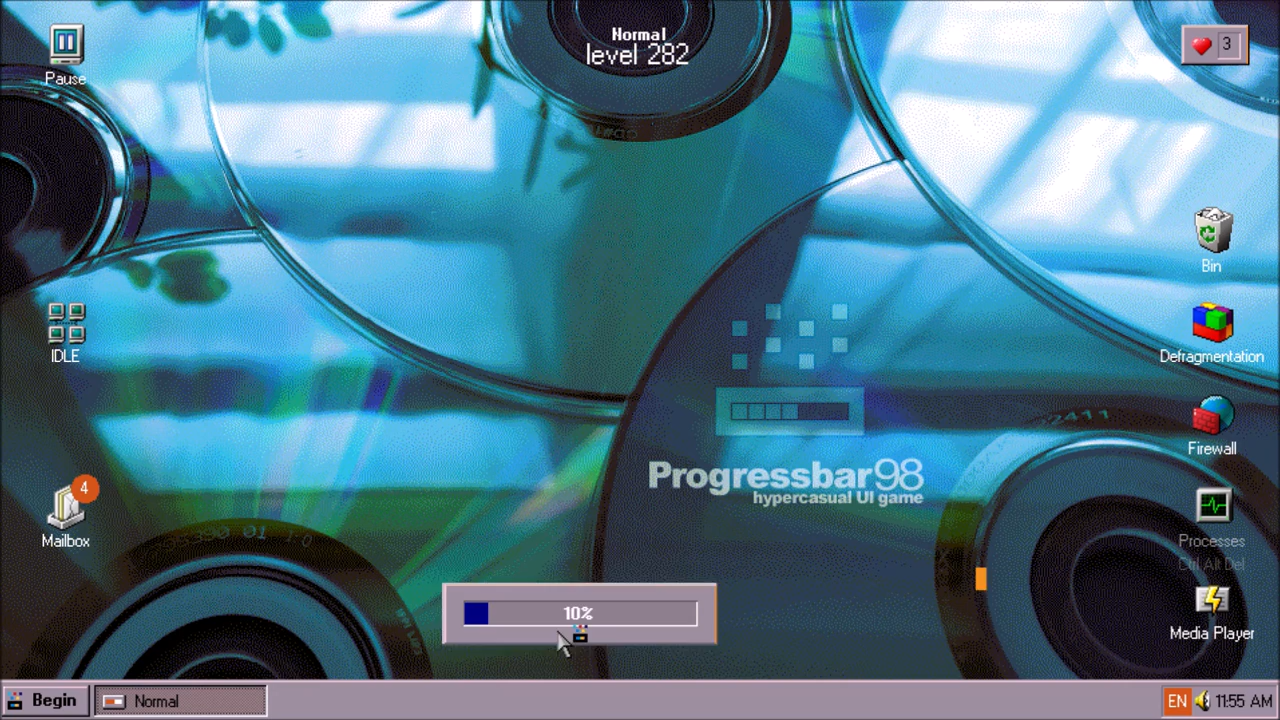 Normal
level 282
Pause
3
Bin
IDLE
Defragmentation
Firewall
Progressbar98
hypercasual UI game
4
Mailbox
Processes
Ctrl Alt Del
10%
Media Player
Begin
Normal
EN
11:55 AM